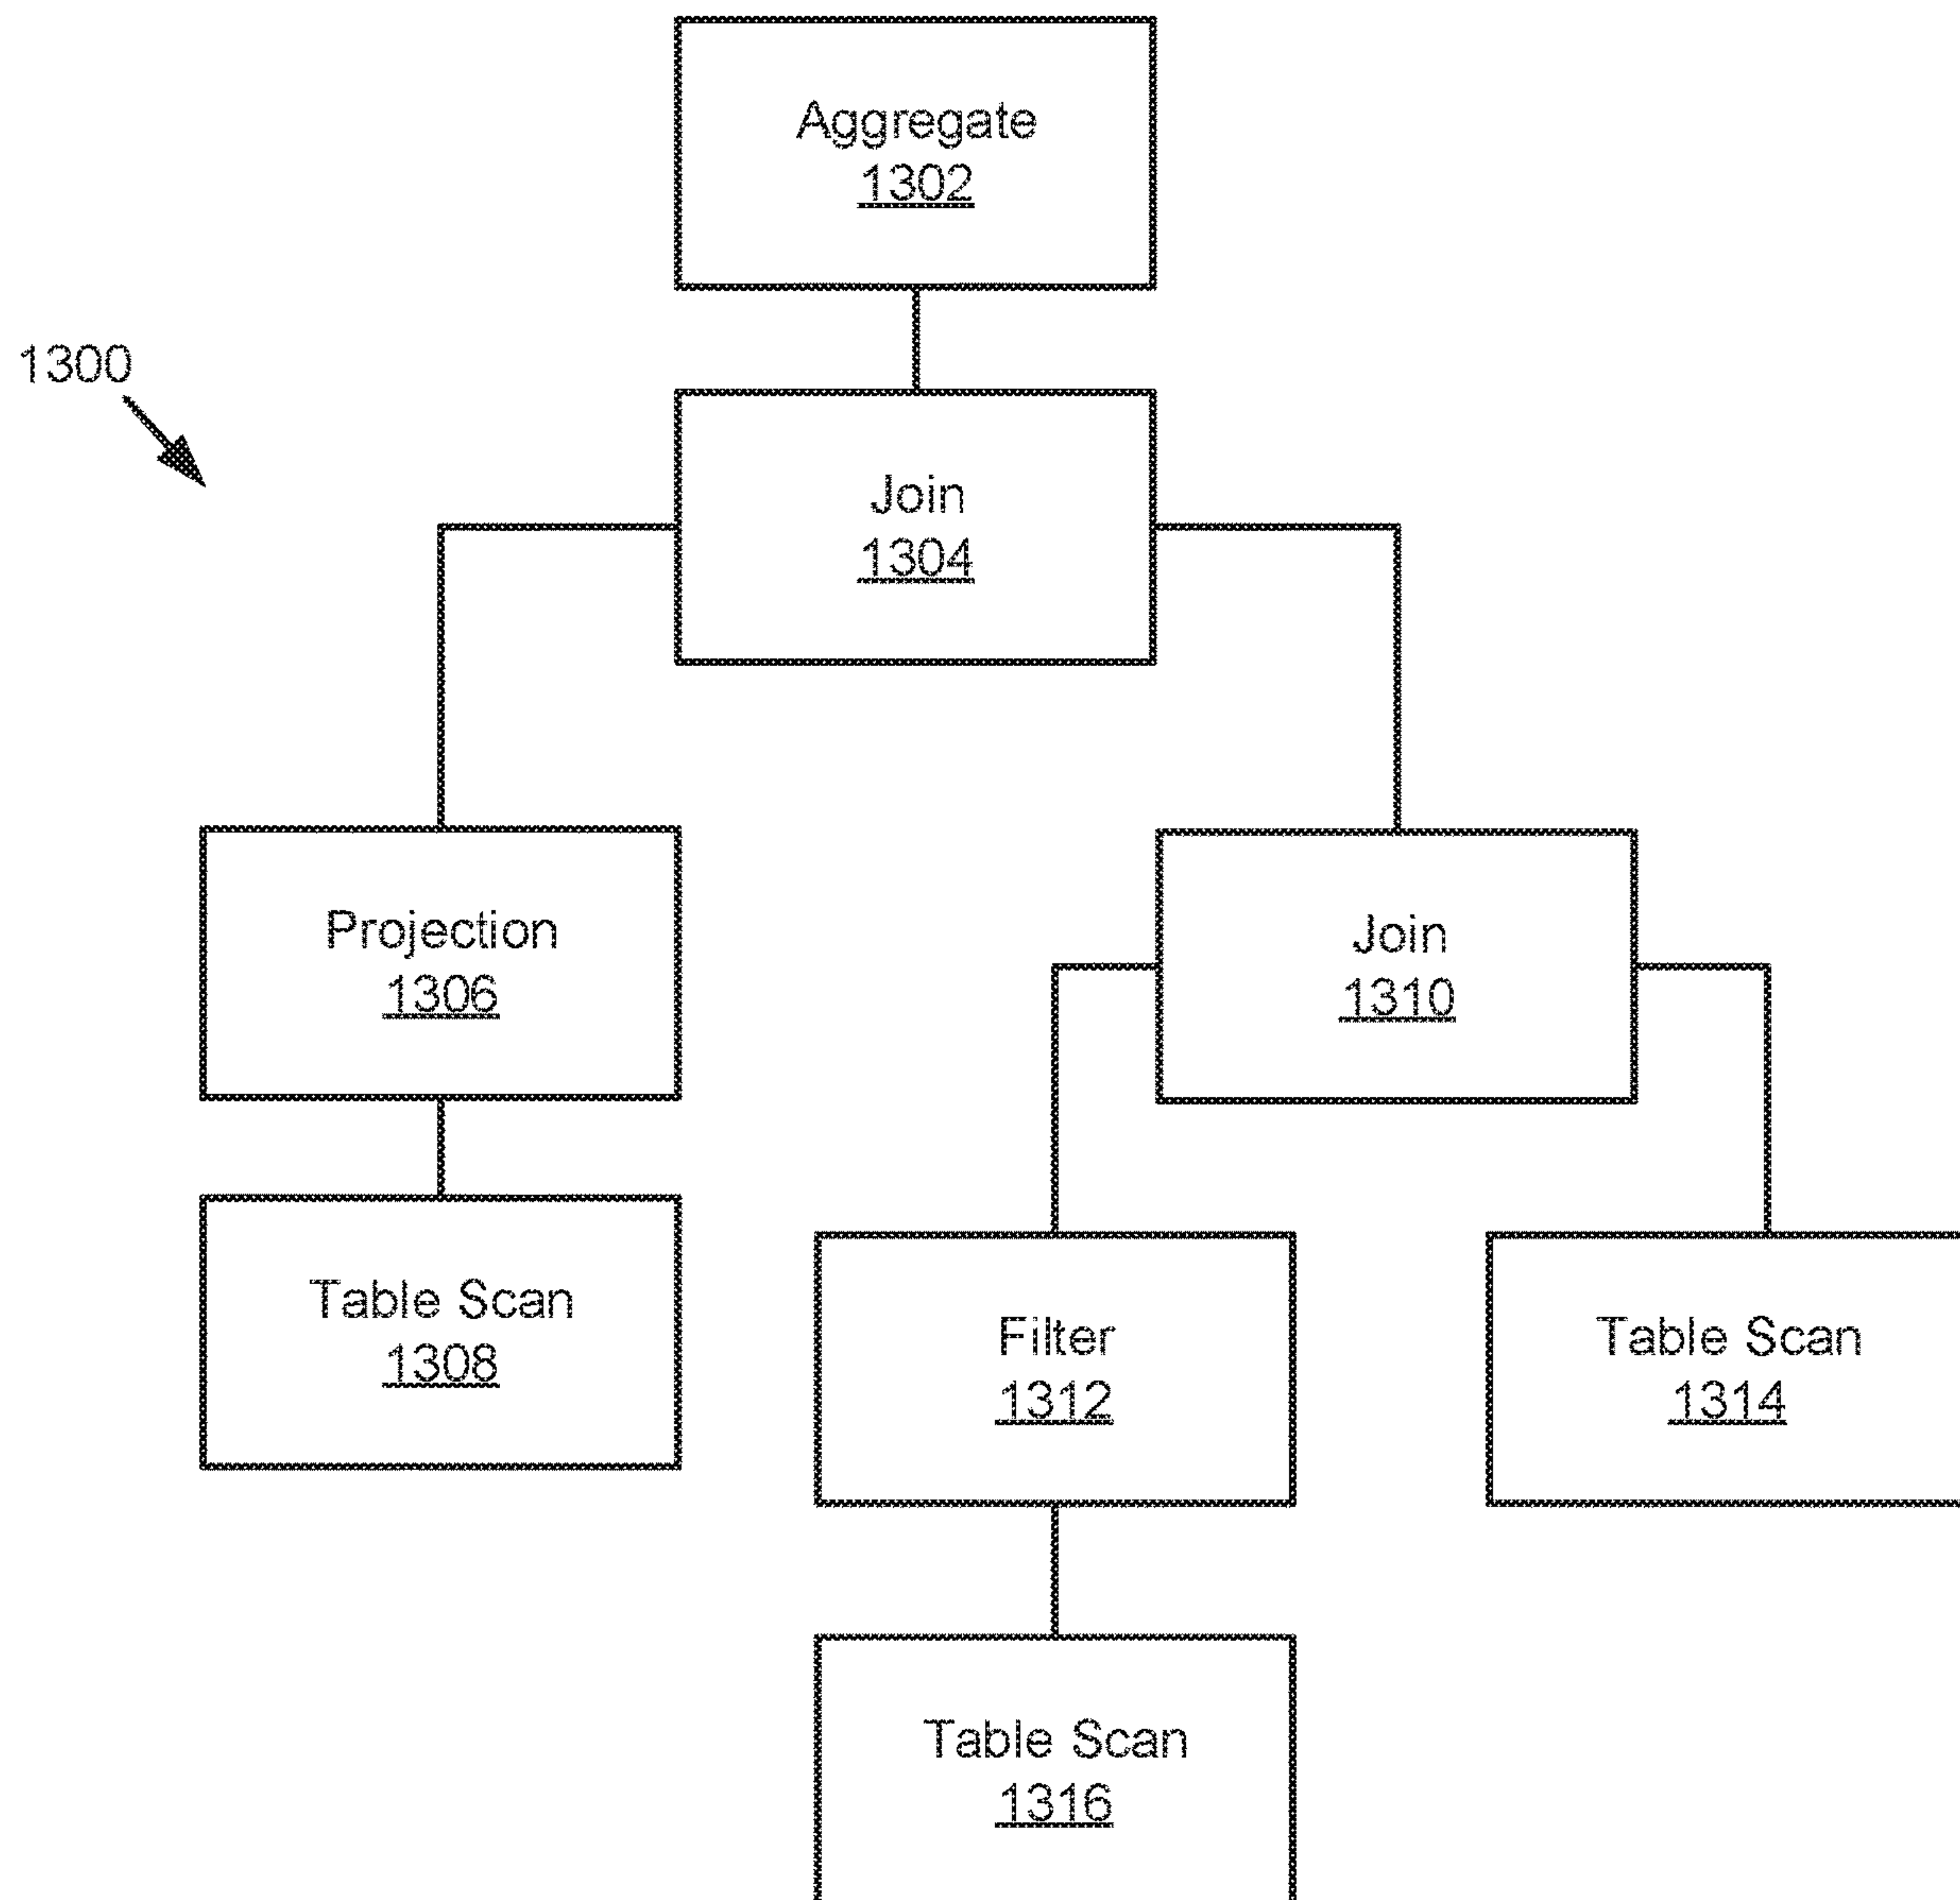 Aggregate
1302
1300
Join
1304
Projection
1306
Join
1310
Table Scan
1308
Filter
1312
Table Scan
1314
Table Scan
1316